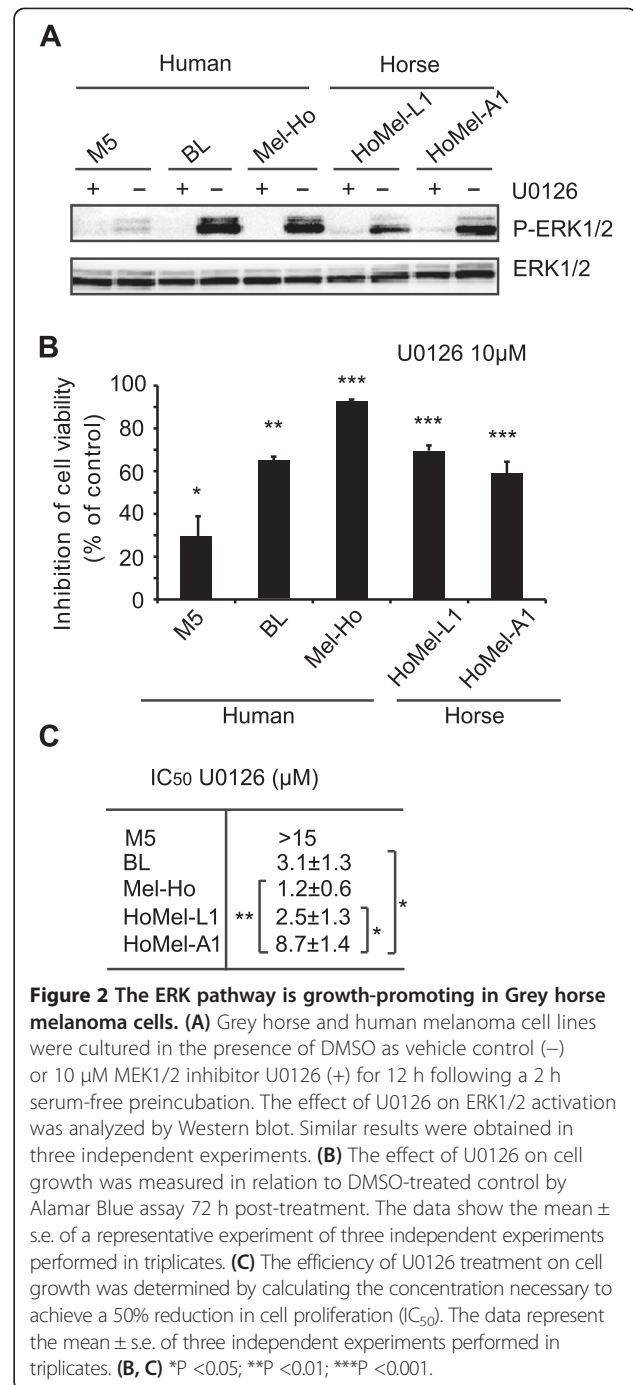 A
Human Horse
M5 BL Mel-Ho HoMel-L1 HoMel-A1
+ − + − + − + − + − U0126
P-ERK1/2
ERK1/2
B
U0126 10µM
Inhibition of cell viability
(% of control)
100
80
60
40
20
0
* ** *** *** ***
M5 BL Mel-Ho HoMel-L1 HoMel-A1
Human Horse
C
IC50 U0126 (µM)
M5 >15
BL 3.1±1.3
Mel-Ho 1.2±0.6
HoMel-L1 ** 2.5±1.3 * *
HoMel-A1 8.7±1.4
Figure 2 The ERK pathway is growth-promoting in Grey horse
melanoma cells. (A) Grey horse and human melanoma cell lines
were cultured in the presence of DMSO as vehicle control (−)
or 10 µM MEK1/2 inhibitor U0126 (+) for 12 h following a 2 h
serum-free preincubation. The effect of U0126 on ERK1/2 activation
was analyzed by Western blot. Similar results were obtained in
three independent experiments. (B) The effect of U0126 on cell
growth was measured in relation to DMSO-treated control by
Alamar Blue assay 72 h post-treatment. The data show the mean ±
s.e. of a representative experiment of three independent experiments
performed in triplicates. (C) The efficiency of U0126 treatment on cell
growth was determined by calculating the concentration necessary to
achieve a 50% reduction in cell proliferation (IC50). The data represent
the mean ± s.e. of three independent experiments performed in
triplicates. (B, C) *P <0.05; **P <0.01; ***P <0.001.